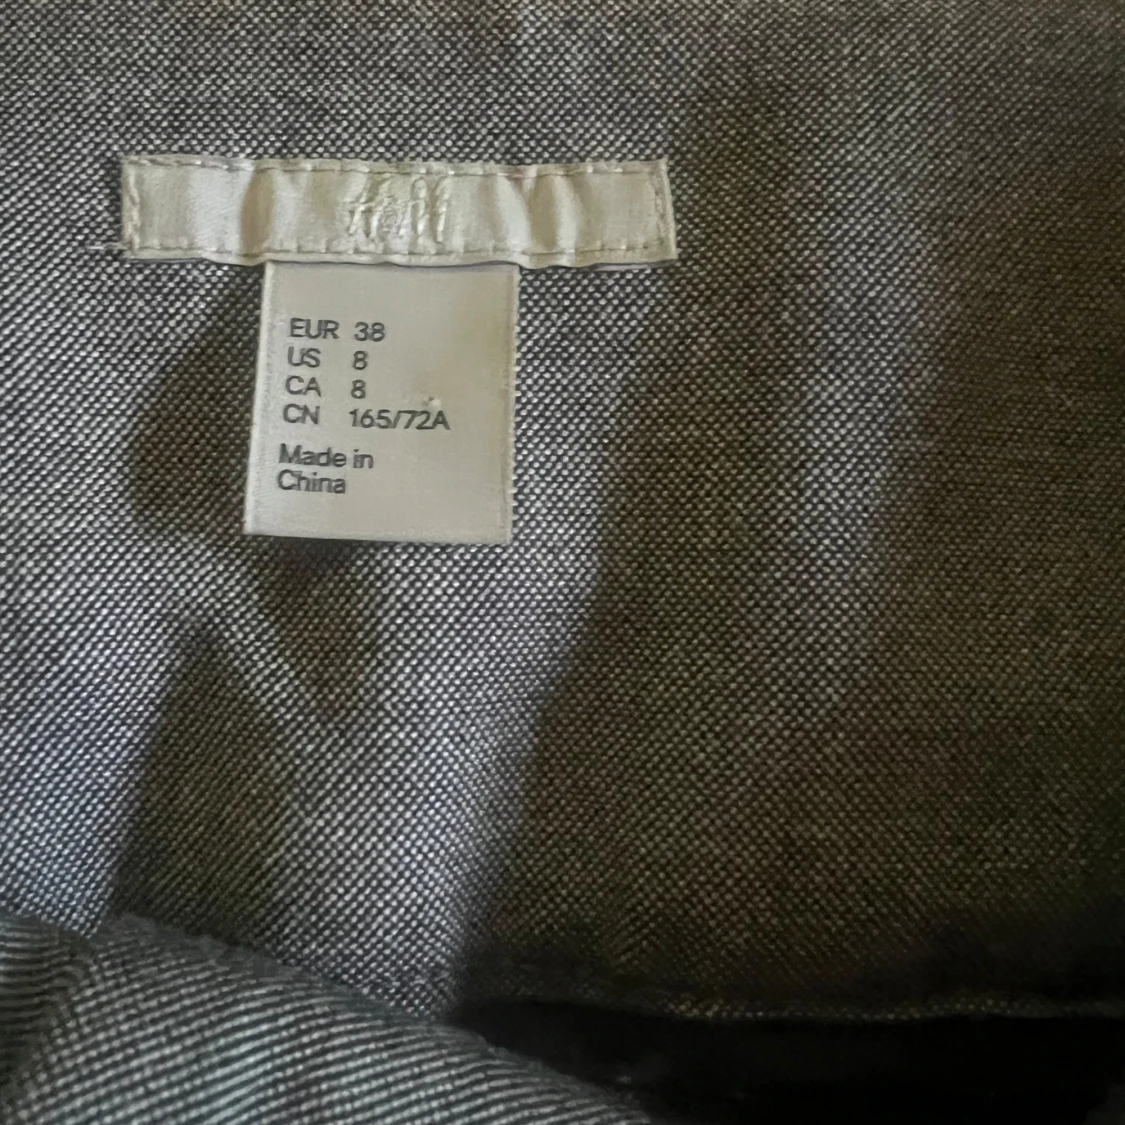 H&M
EUR 38
US 8
CA 8
CN 165/72A
Made in
China